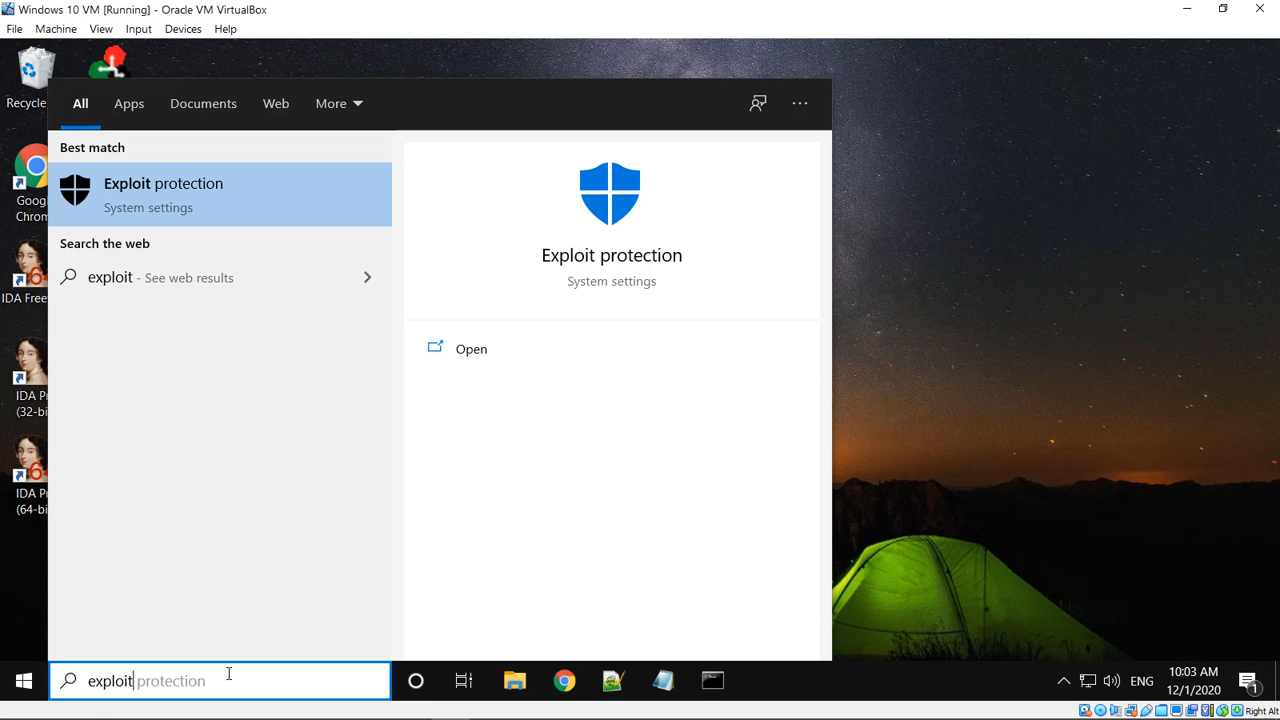 Windows 10 VM [Running] - Oracle VM VirtualBox
File Machine View Input Devices Help
Recycle
All Apps Documents Web More
Best match
Exploit protection
System settings
Search the web
exploit - See web results
Exploit protection
System settings
Open
Goog
Chrom
IDA Free
IDA Pr
(32-bi
IDA Pr
(64-bi
exploit protection
ENG
10:03 AM
12/1/2020
1
Right Alt